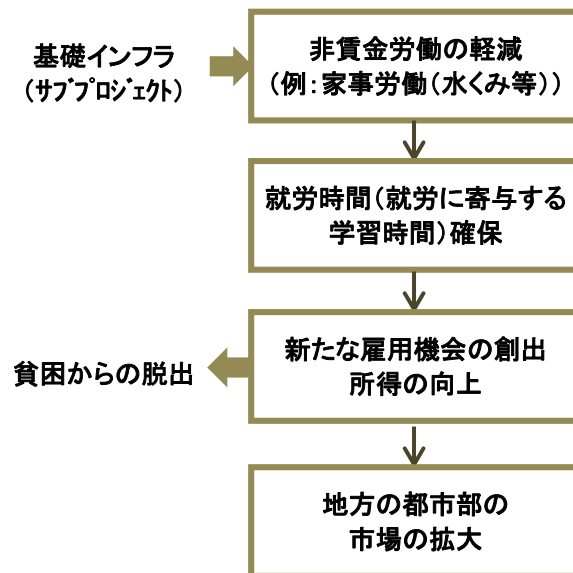 基礎インフラ
（サブプロジェクト）
非賃金労働の軽減
（例：家事労働（水くみ等））
就労時間（就労に寄与する
学習時間）確保
新たな雇用機会の創出
所得の向上
貧困からの脱出
地方の都市部の
市場の拡大